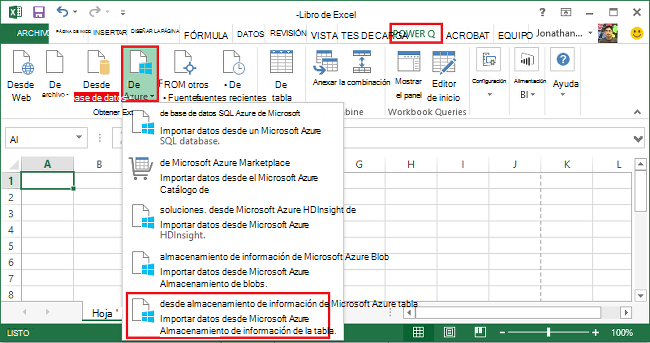 -Libro de Excel
ARCHIVO PÁGINA DE INICIO INSERTAR DISEÑAR LA PÁGINA FÓRMULA DATOS REVISIÓN VISTA TES DE CARGA POWER Q ACROBAT EQUIPO Jonathan...
Desde Web
De archivo
Desde base de datos
De Azure
FROM otros
Fuentes
De
fuentes recientes
De tabla
Anexar la combinación
Mostrar el panel
Editor de inicio
Configuración
Administración
BI
Ayuda
Obtener Ex
bine
Workbook Queries
AI
A B G H I J K L
1
2
3
4
5
6
7
8
de base de datos SQL Azure de Microsoft
Importar datos desde un Microsoft Azure
SQL database.
de Microsoft Azure Marketplace
Importar datos desde el Microsoft Azure
Catálogo de
soluciones. desde Microsoft Azure HDInsight de
Importar datos desde Microsoft Azure
HDInsight.
almacenamiento de información de Microsoft Azure Blob
Importar datos desde Microsoft Azure
Almacenamiento de blobs.
desde almacenamiento de información de Microsoft Azure tabla
Importar datos desde Microsoft Azure
Almacenamiento de información de la tabla.
Hoja
LISTO
100%